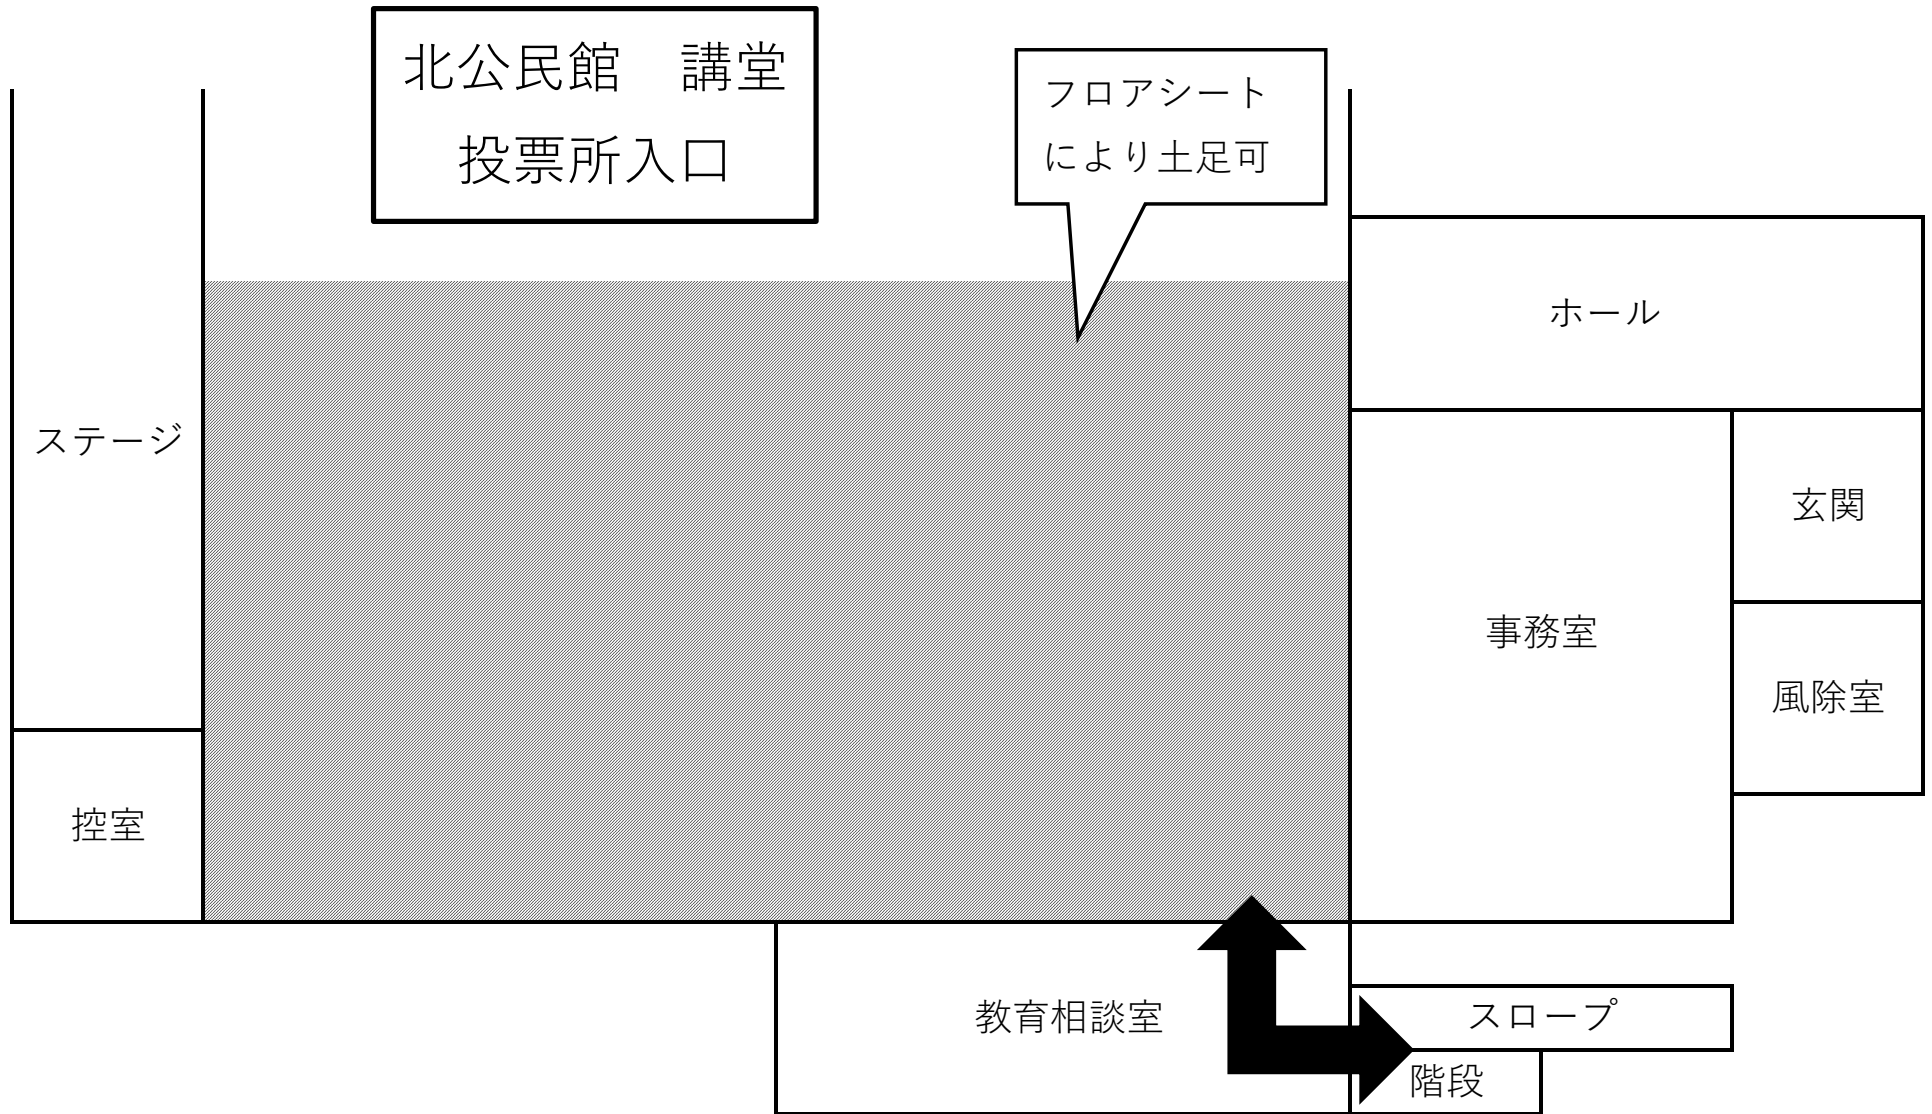 北公民館　講堂
投票所入口
フロアシート
により土足可
ホール
ステージ
玄関
事務室
風除室
控室
教育相談室
スロープ
階段